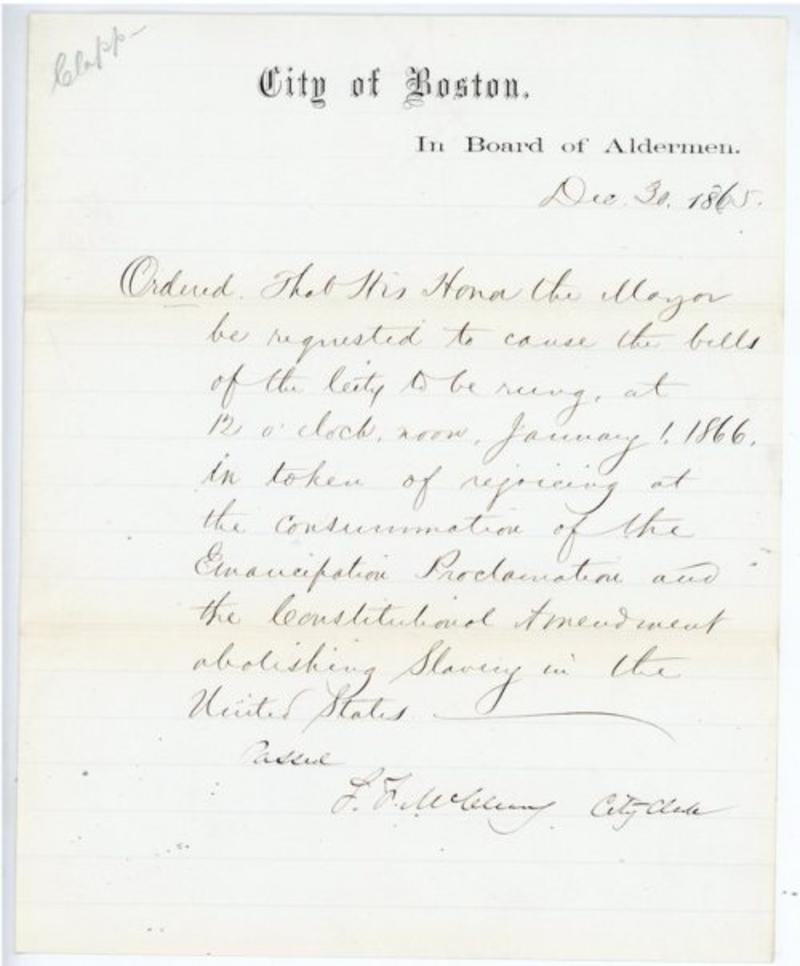 Clapp-
City of Boston.
In Board of Aldermen.
Dec. 30. 1865.
Ordered. That His Honor the Mayor
be requested to cause the bells
of the City to be rung, at
12 o'clock, noon, January 1. 1866.
in token of rejoicing at
the consummation of the
Emancipation Proclamation and
the Constitutional Amendment
abolishing Slavery in the
United States
Passed
S. F. McCleary City Clerk